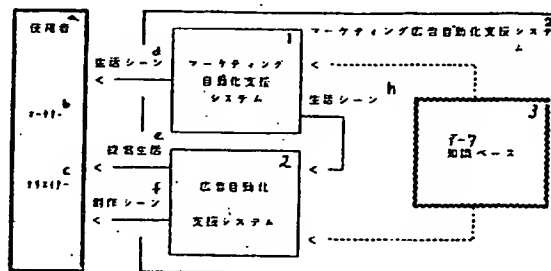 使用者
マーケティング広告自動化支援システ
ム
1
マーケティング
自動化支援
システム
生活シーン
d
生活シーン
h
b
3
データ
知識ベース
e
2
広告自動化
支援システム
c
f
創作シーン